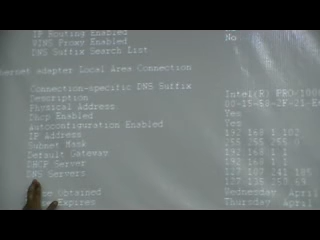 IP Routing Enabled No
WINS Proxy Enabled
DNS Suffix Search List
hernet adapter Local Area Connection
Connection-specific DNS Suffix
Description Intel(R) PRO/100
Physical Address
Dhcp Enabled Yes
Autoconfiguration Enabled Yes
IP Address 192 168 1 102
Subnet Mask 255 255 255 0
Default Gateway 192 168 1 1
DHCP Server 192 168 1 1
DNS Servers
Obtained Wednesday April
Expires Thursday April